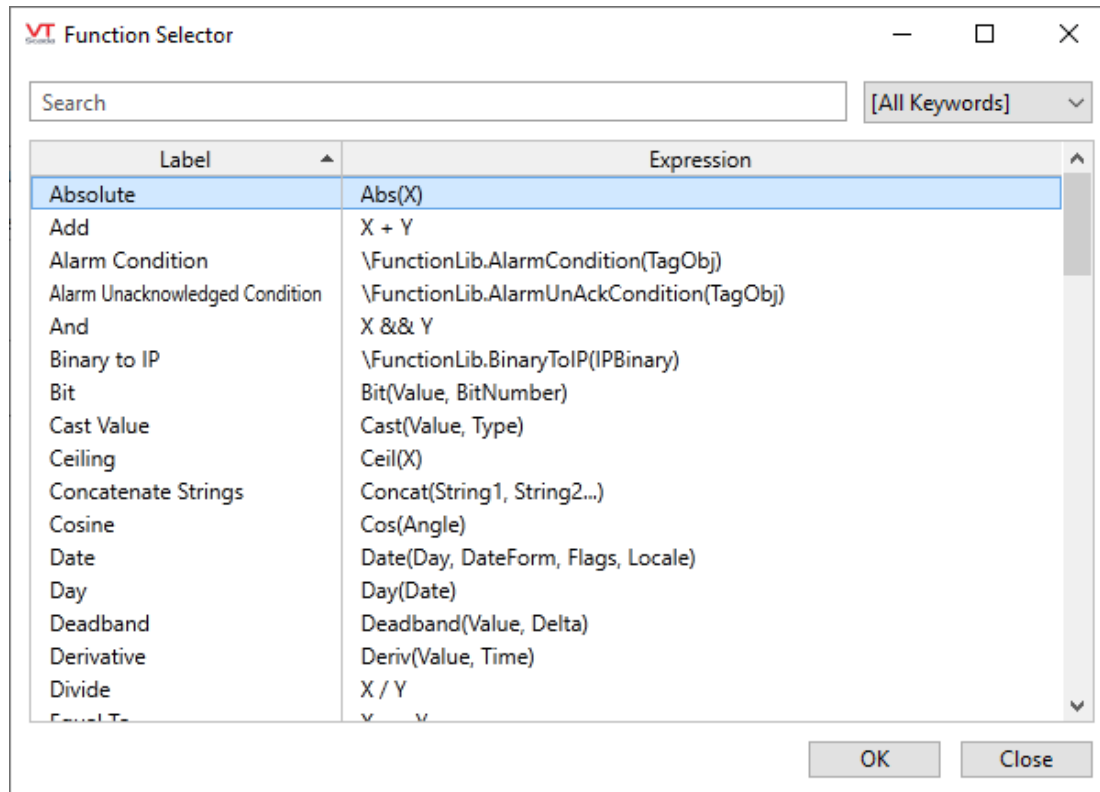 VT Scada Function Selector
Search [All Keywords]
Label Expression
Absolute Abs(X)
Add X + Y
Alarm Condition \FunctionLib.AlarmCondition(TagObj)
Alarm Unacknowledged Condition \FunctionLib.AlarmUnAckCondition(TagObj)
And X && Y
Binary to IP \FunctionLib.BinaryToIP(IPBinary)
Bit Bit(Value, BitNumber)
Cast Value Cast(Value, Type)
Ceiling Ceil(X)
Concatenate Strings Concat(String1, String2...)
Cosine Cos(Angle)
Date Date(Day, DateForm, Flags, Locale)
Day Day(Date)
Deadband Deadband(Value, Delta)
Derivative Deriv(Value, Time)
Divide X / Y
Equal To
OK Close